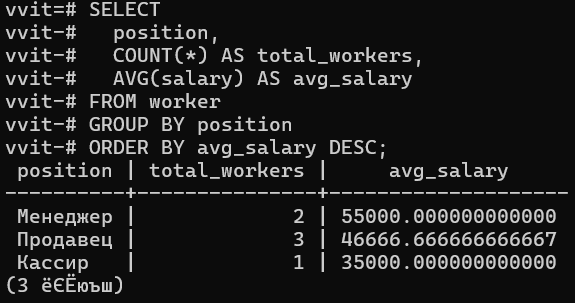 vvit=# SELECT
vvit-#   position,
vvit-#   COUNT(*) AS total_workers,
vvit-#   AVG(salary) AS avg_salary
vvit-# FROM worker
vvit-# GROUP BY position
vvit-# ORDER BY avg_salary DESC;
 position | total_workers |     avg_salary
----------+---------------+--------------------
 Менеджер |             2 | 55000.000000000000
 Продавец |             3 | 46666.666666666667
 Кассир   |             1 | 35000.000000000000
(3 ёЄЁюъш)